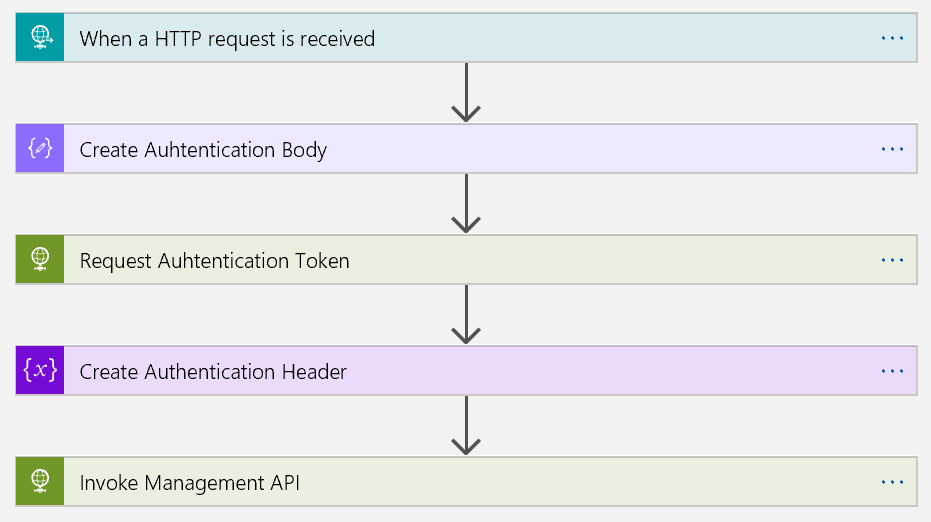 When a HTTP request is received
Create Auhtentication Body
Request Auhtentication Token
{x} Create Authentication Header
Invoke Management API